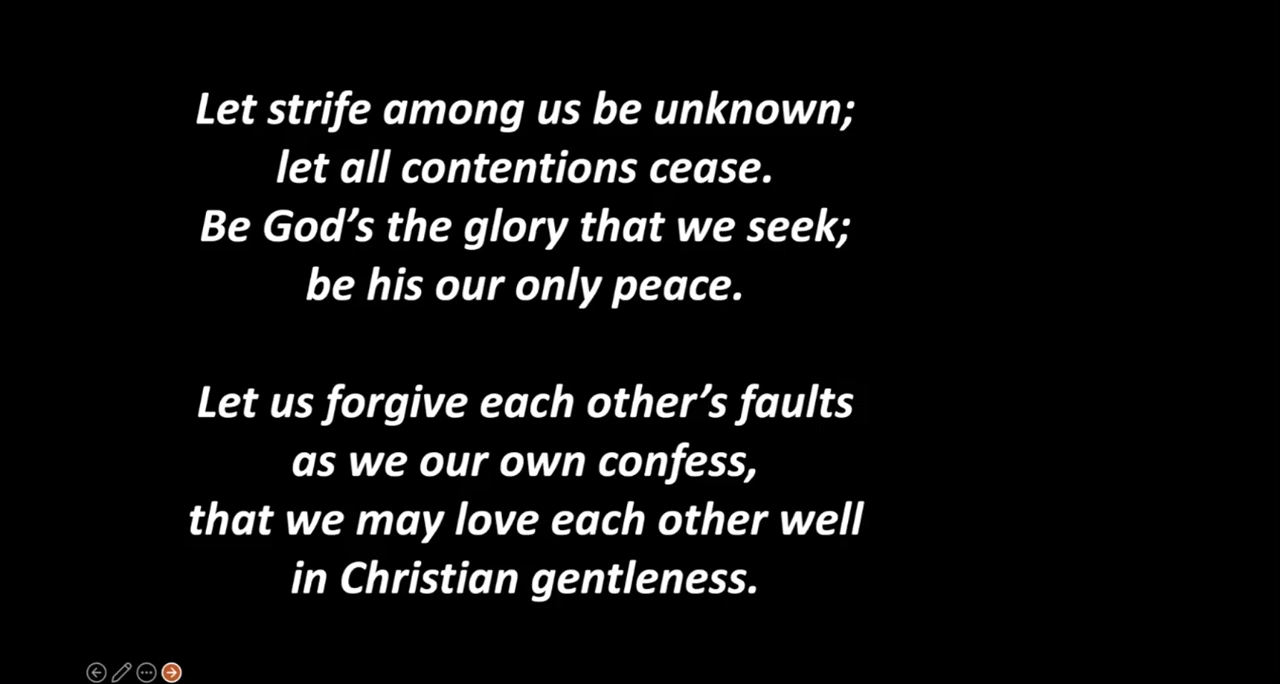 Let strife among us be unknown;
let all contentions cease.
Be God’s the glory that we seek;
be his our only peace.
Let us forgive each other’s faults
as we our own confess,
that we may love each other well
in Christian gentleness.